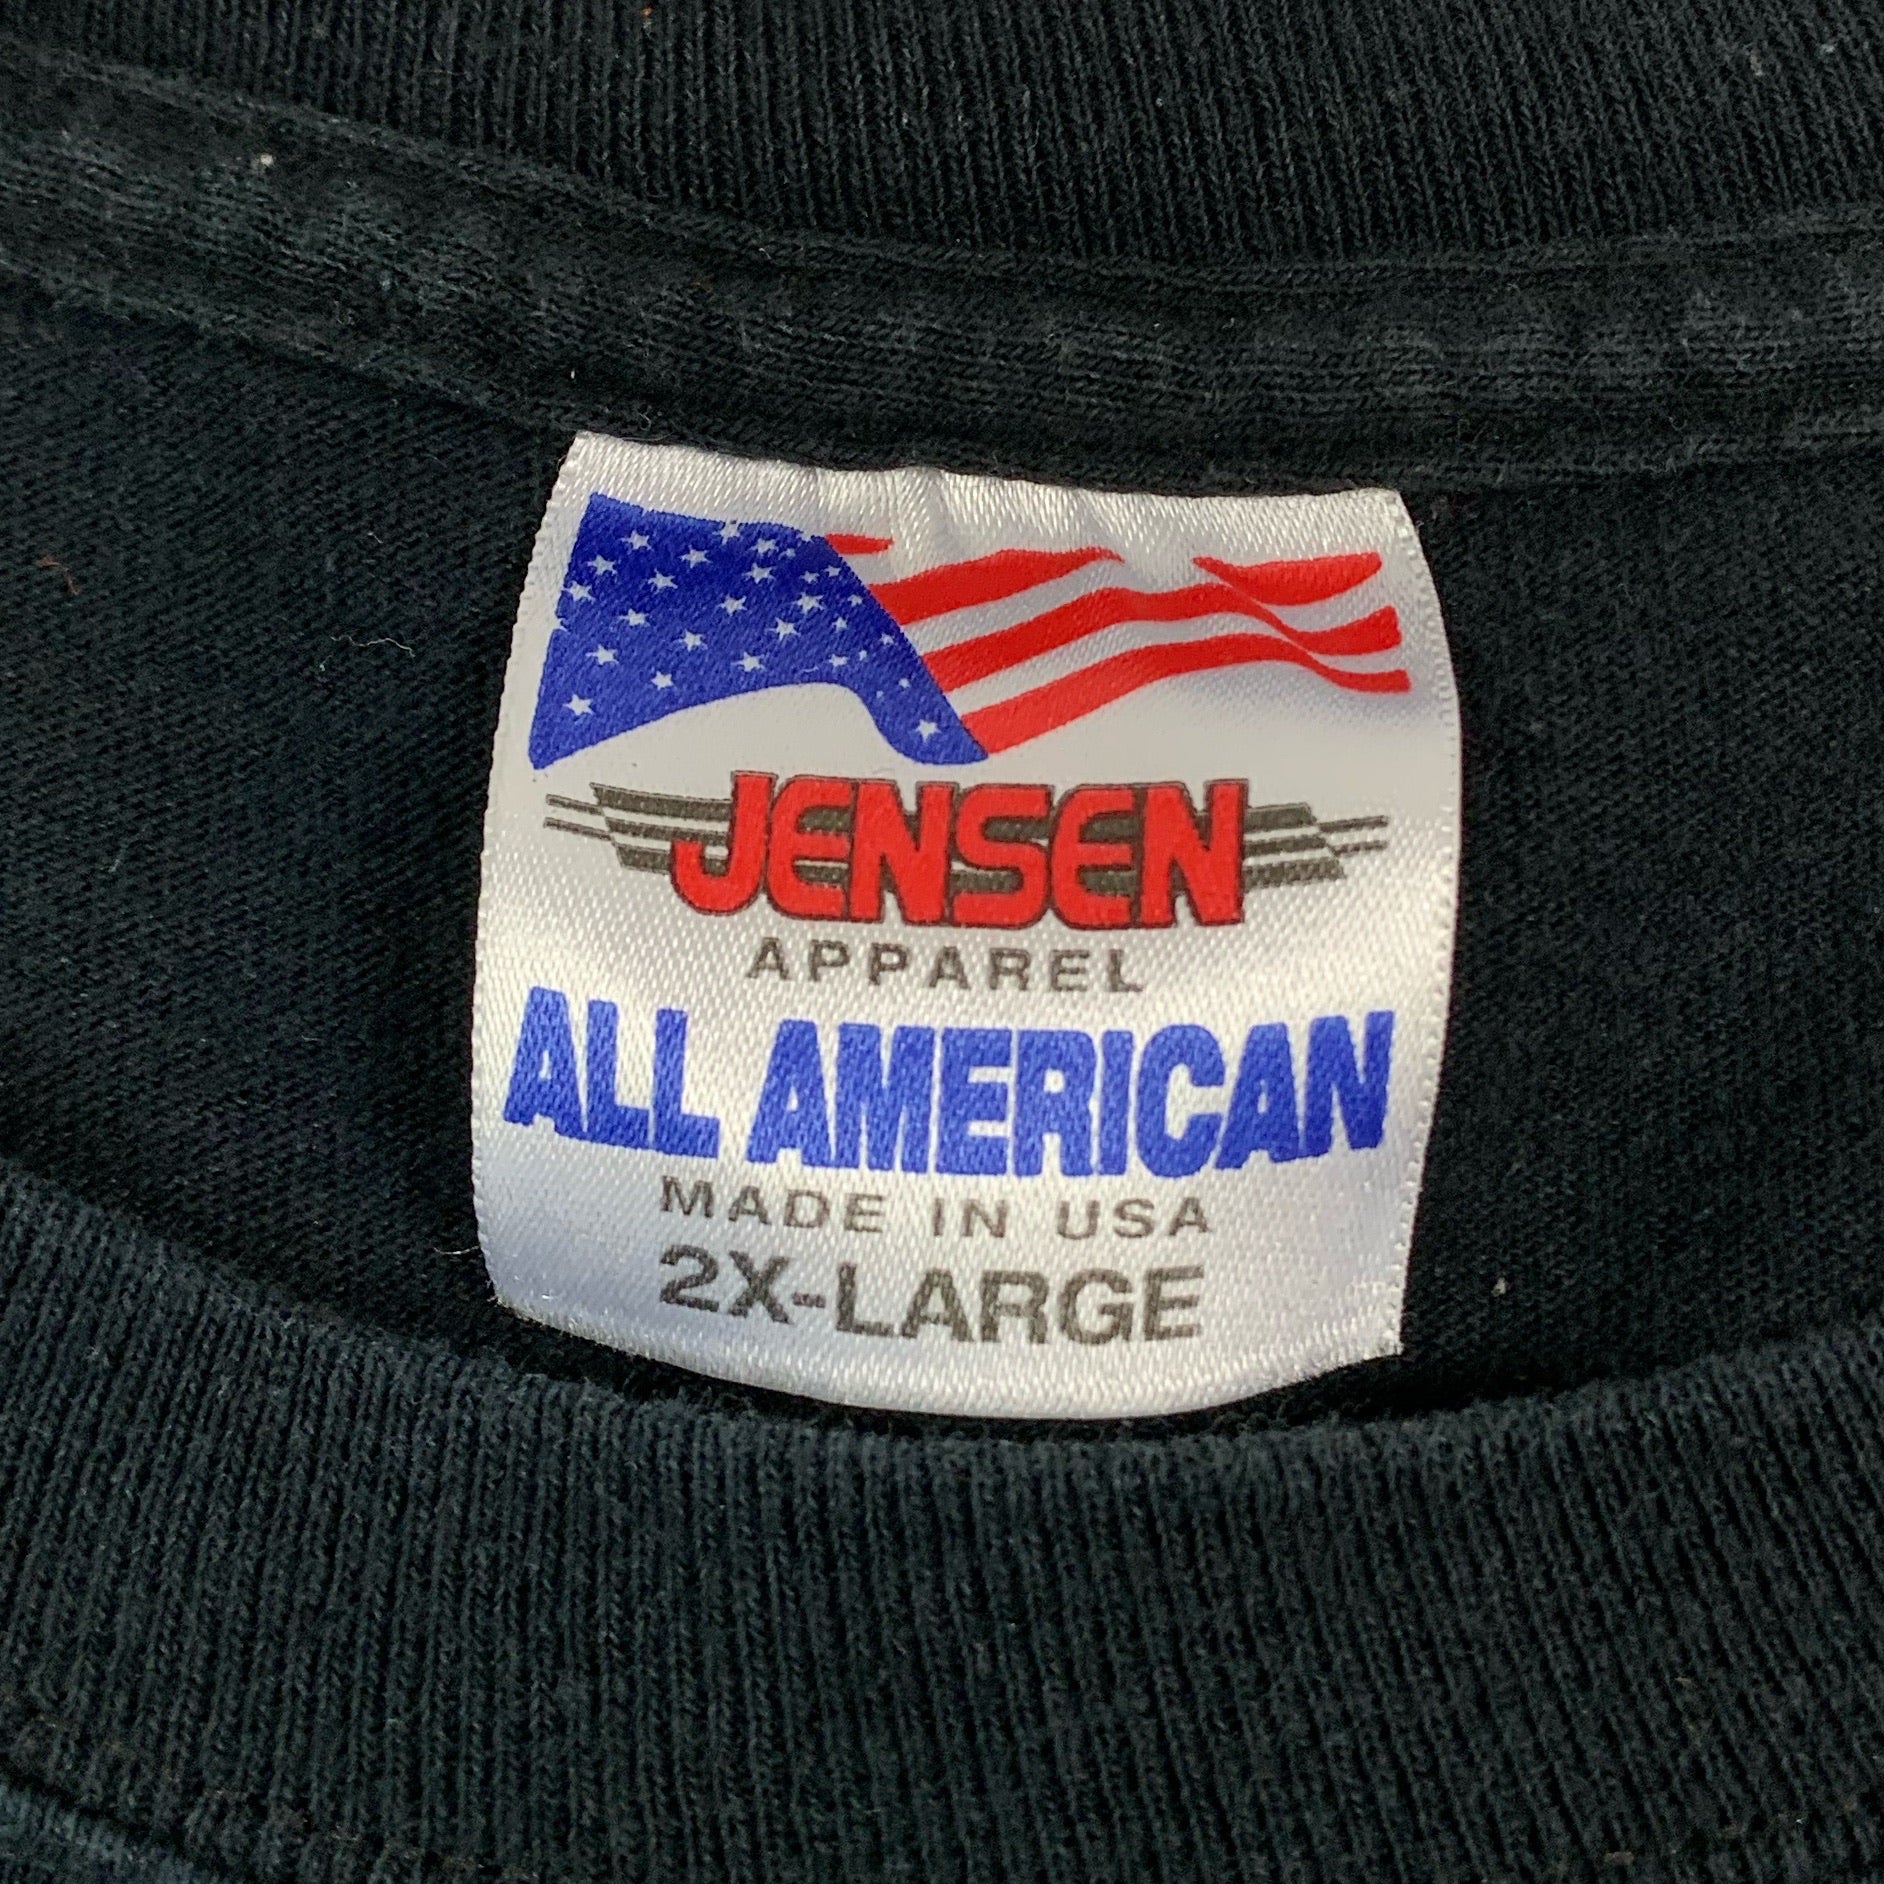 JENSEN
APPAREL
ALL AMERICAN
MADE IN USA
2X-LARGE